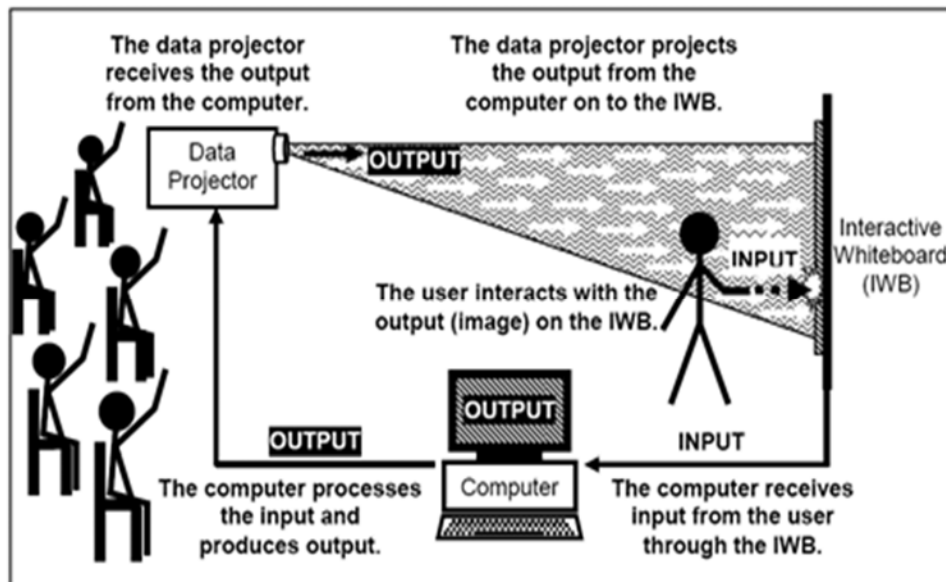 The data projector
receives the output
from the computer.
The data projector projects
the output from the
computer on to the IWB.
Data
Projector
OUTPUT
INPUT
Interactive
Whiteboard
(IWB)
The user interacts with the
output (image) on the IWB.
OUTPUT
OUTPUT
INPUT
Computer
The computer processes
the input and
produces output.
The computer receives
input from the user
through the IWB.